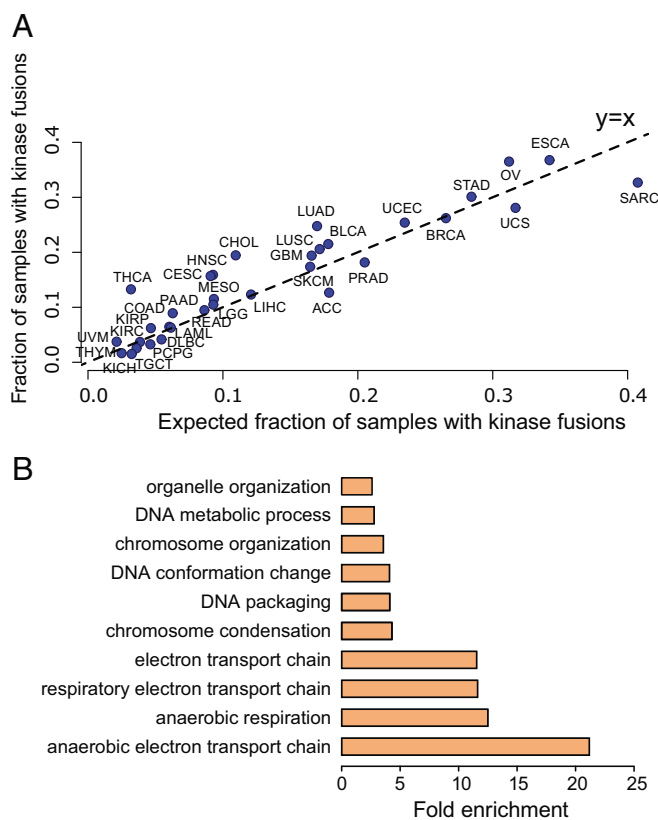 A
Fraction of samples with kinase fusions
0.4
0.3
0.2
0.1
0.0
y=x
ESCA
OV
SARC
STAD
UCS
UCEC
BRCA
LUAD
BLCA
LUSC
GBM
PRAD
SKCM
ACC
CHOL
HNSC
CESC
MESO
THCA
LIHC
PAAD
LGG
COAD
READ
KIRP
LAML
UVM
KIRC
DLBC
THYM
PCPG
TGCT
KICH
0.0 0.1 0.2 0.3 0.4
Expected fraction of samples with kinase fusions
B
organelle organization
DNA metabolic process
chromosome organization
DNA conformation change
DNA packaging
chromosome condensation
electron transport chain
respiratory electron transport chain
anaerobic respiration
anaerobic electron transport chain
0 5 10 15 20 25
Fold enrichment